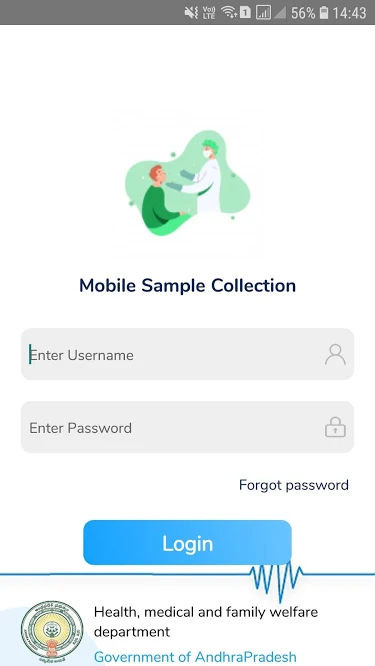 Vo) LTE 1 56% 14:43
Mobile Sample Collection
Enter Username
Enter Password
Forgot password
Login
Health, medical and family welfare
department
Government of AndhraPradesh